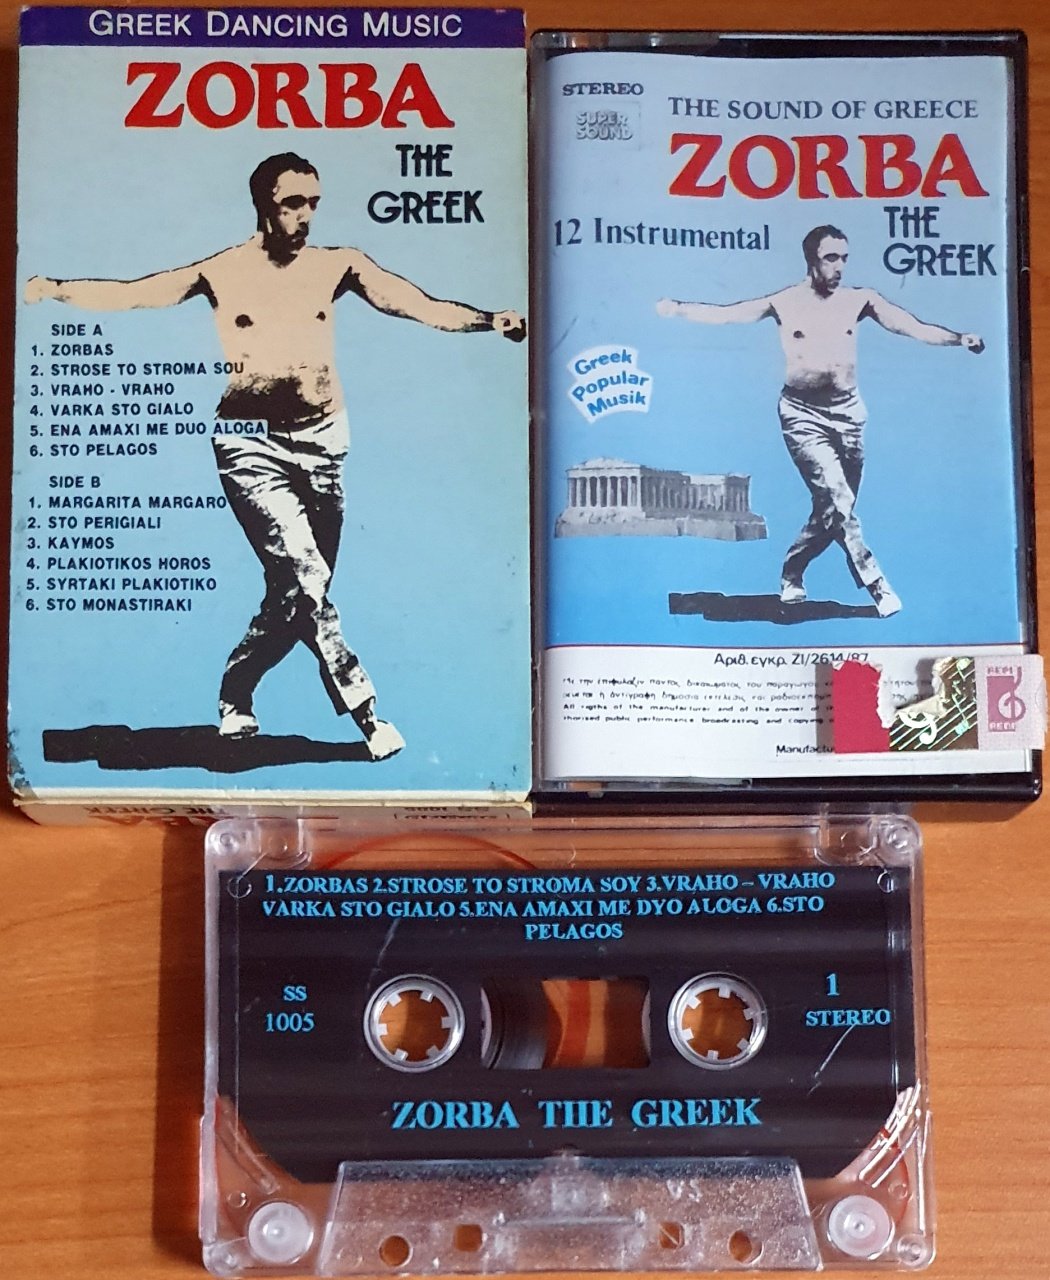 GREEK DANCING MUSIC
ZORBA
THE
GREEK
SIDE A
1. ZORBAS
2. STROSE TO STROMA SOU
3. VRAHO - VRAHO
4. VARKA STO GIALO
5. ENA AMAXI ME DUO ALOGA
6. STO PELAGOS
SIDE B
1. MARGARITA MARGARO
2. STO PERIGIALI
3. KAYMOS
4. PLAKIOTIKOS HOROS
5. SYRTAKI PLAKIOTIKO
6. STO MONASTIRAKI
THE GREEK
STEREO
SUPER
SOUND
THE SOUND OF GREECE
ZORBA
THE
GREEK
12 Instrumental
Greek
Popular
Musik
Αριθ. εγκρ. ΖΙ/2614/87
All rigths of the manufacturer and of the owner of
thorised public performance broadcasting and copying
Manufactu
1.ZORBAS 2.STROSE TO STROMA SOY 3.VRAHO – VRAHO
VARKA STO GIALO 5.ENA AMAXI ME DYO ALOGA 6.STO
PELAGOS
SS
1005
1
STEREO
ZORBA THE GREEK